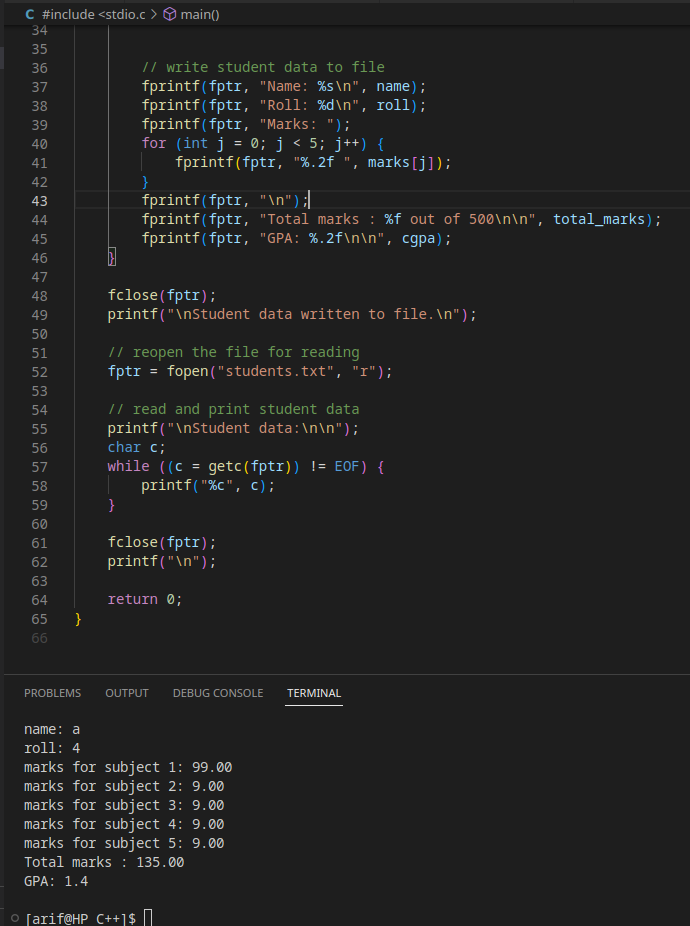 C #include <stdio.c > main()
34
35
36 // write student data to file
37 fprintf(fptr, "Name: %s\n", name);
38 fprintf(fptr, "Roll: %d\n", roll);
39 fprintf(fptr, "Marks: ");
40 for (int j = 0; j < 5; j++) {
41 fprintf(fptr, "%.2f ", marks[j]);
42 }
43 fprintf(fptr, "\n");
44 fprintf(fptr, "Total marks : %f out of 500\n\n", total_marks);
45 fprintf(fptr, "GPA: %.2f\n\n", cgpa);
46 }
47
48 fclose(fptr);
49 printf("\nStudent data written to file.\n");
50
51 // reopen the file for reading
52 fptr = fopen("students.txt", "r");
53
54 // read and print student data
55 printf("\nStudent data:\n\n");
56 char c;
57 while ((c = getc(fptr)) != EOF) {
58 printf("%c", c);
59 }
60
61 fclose(fptr);
62 printf("\n");
63
64 return 0;
65 }
66
PROBLEMS OUTPUT DEBUG CONSOLE TERMINAL
name: a
roll: 4
marks for subject 1: 99.00
marks for subject 2: 9.00
marks for subject 3: 9.00
marks for subject 4: 9.00
marks for subject 5: 9.00
Total marks : 135.00
GPA: 1.4
[arif@HP C++]$